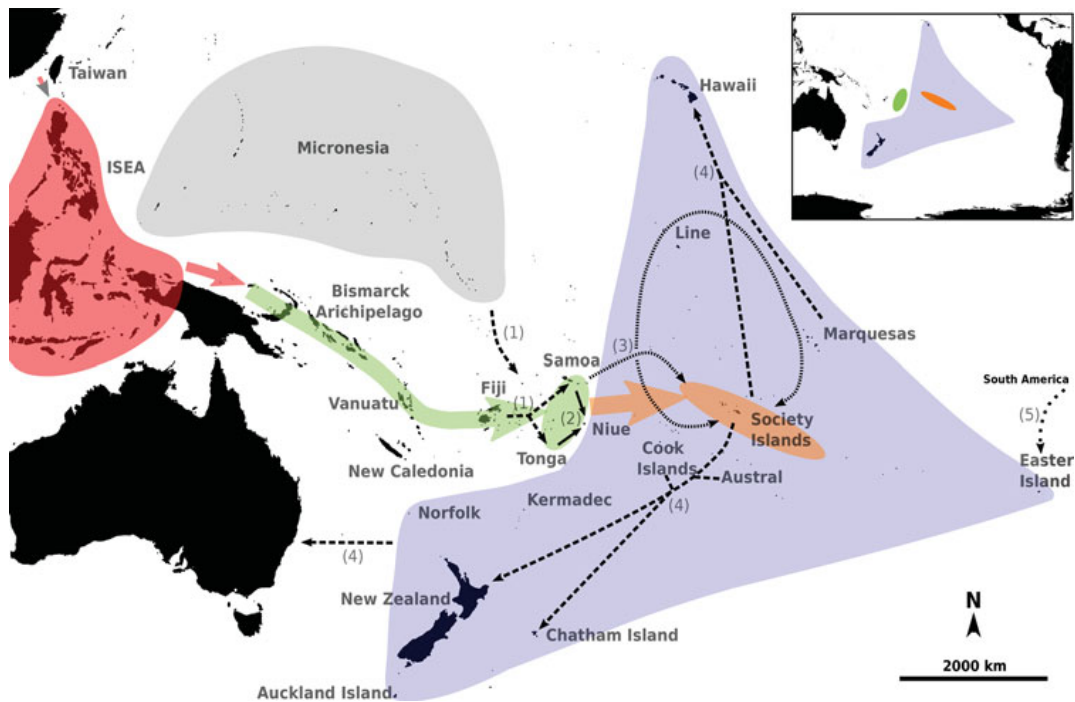 Taiwan
Hawaii
ISEA
Micronesia
(4)
Line
Bismarck
Arichipelago
(1)
Marquesas
(3)
Samoa
South America
Fiji
(1)
Vanuatu
(2)
Niue
Society
Islands
(5)
Tonga
Cook
Islands
New Caledonia
Austral
Easter
Island
Kermadec
(4)
Norfolk
(4)
New Zealand
N
Chatham Island
2000 km
Auckland Island